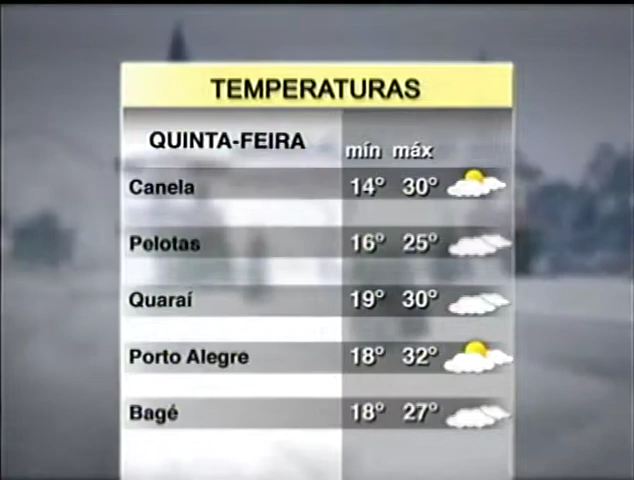 TEMPERATURAS
QUINTA-FEIRA mín máx
Canela 14° 30°
Pelotas 16° 25°
Quaraí 19° 30°
Porto Alegre 18° 32°
Bagé 18° 27°